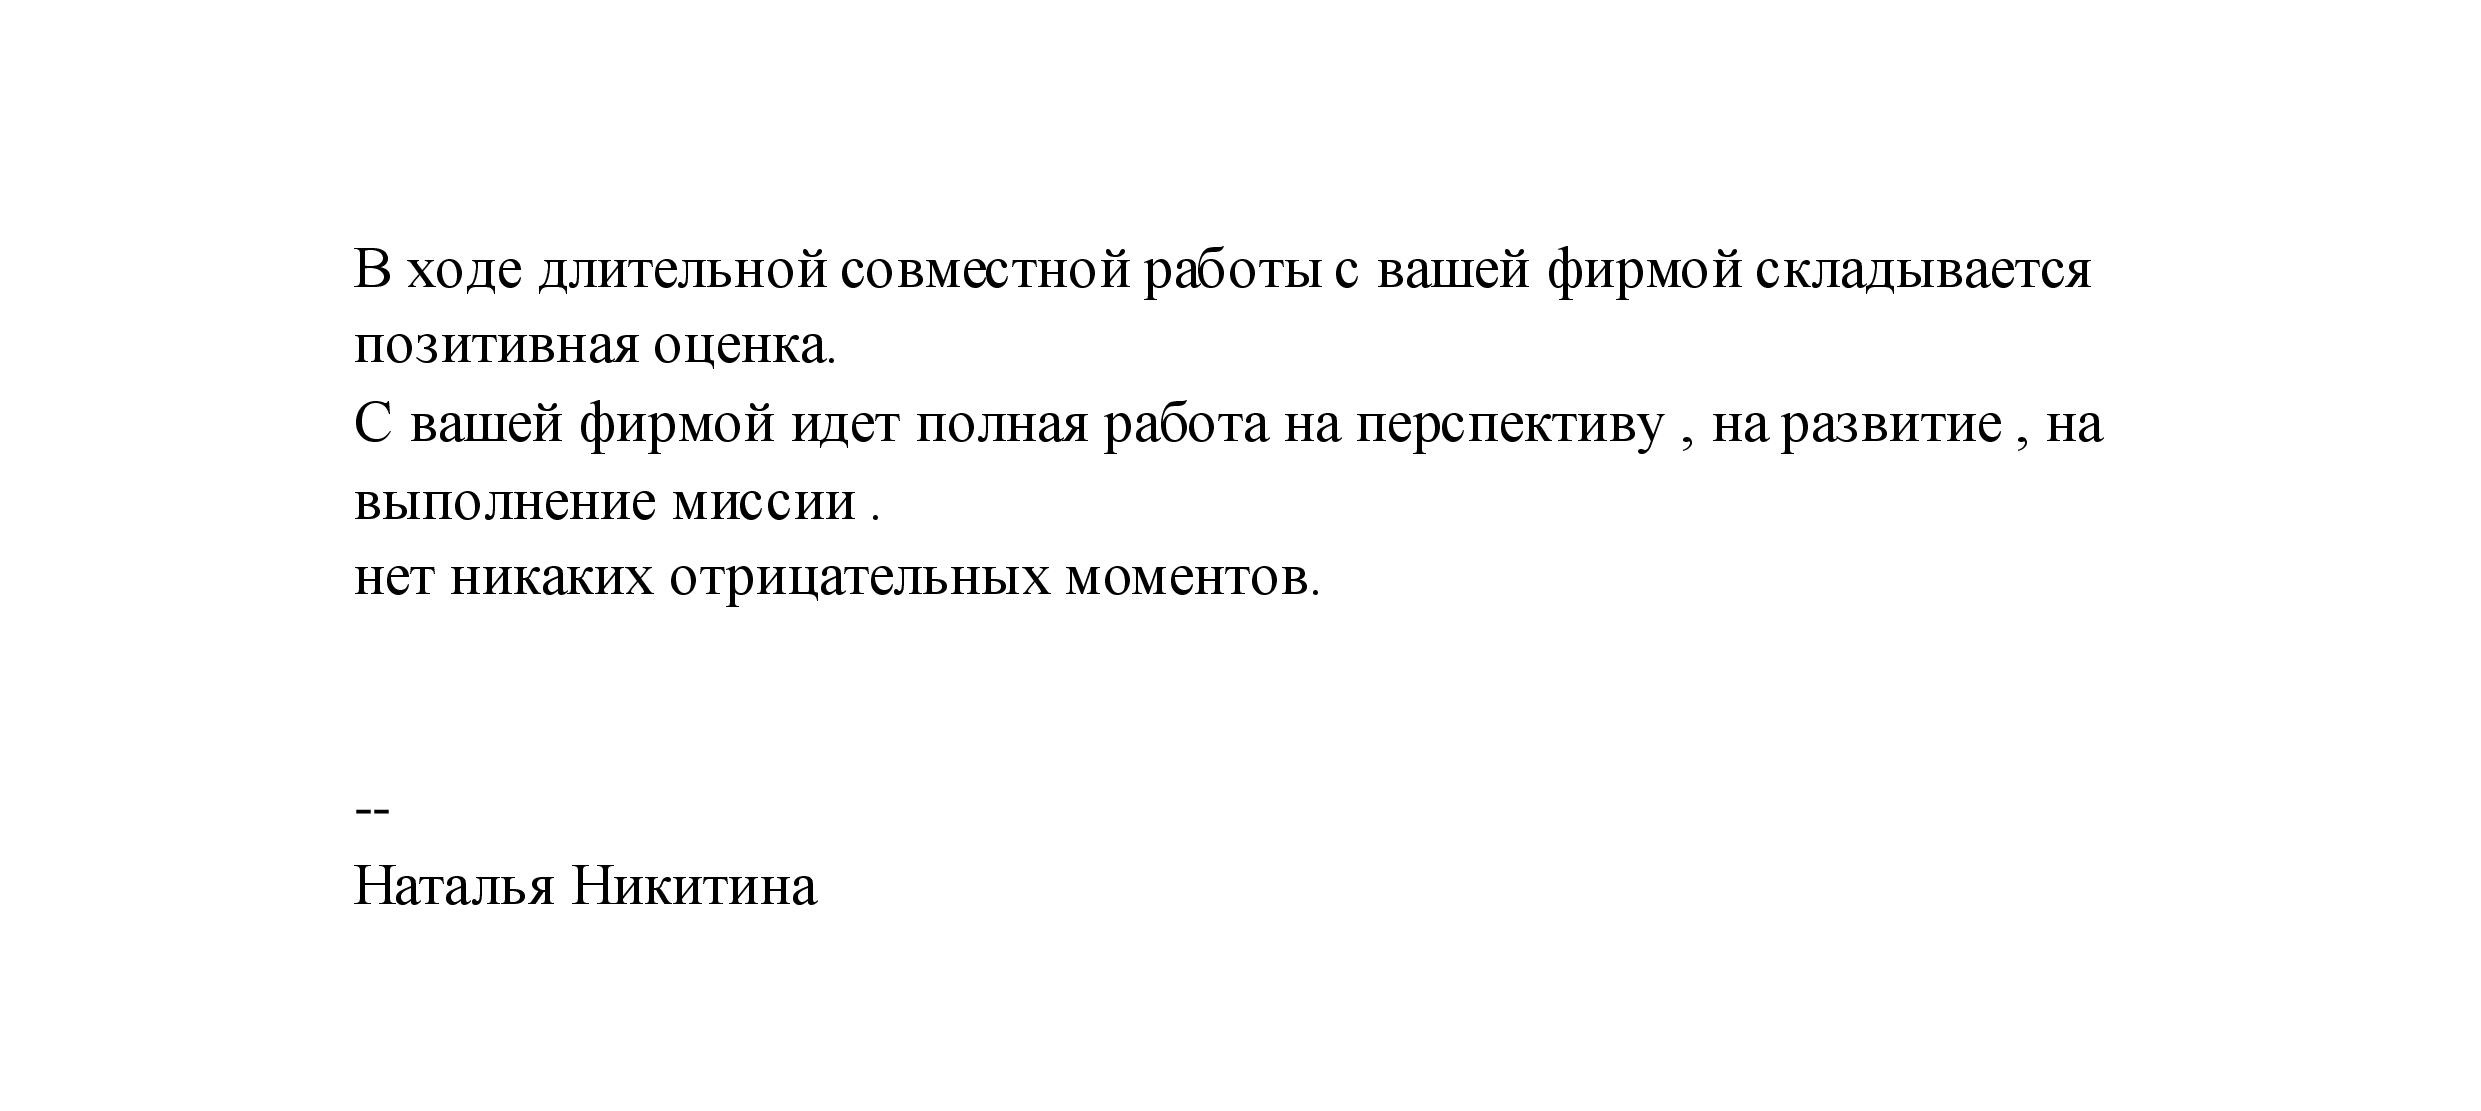 В ходе длительной совместной работы с вашей фирмой складывается
позитивная оценка.
С вашей фирмой идет полная работа на перспективу , на развитие , на
выполнение миссии .
нет никаких отрицательных моментов.
--
Наталья Никитина